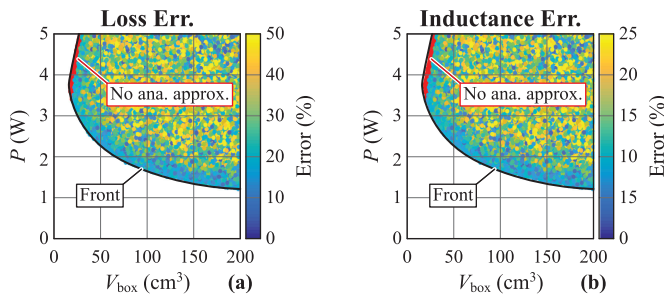 Loss Err.
5
4
3
2
1
0
P (W)
No ana. approx.
Front
0
50
100
150
200
V_box (cm³)
(a)
50
40
30
20
10
0
Error (%)
Inductance Err.
5
4
3
2
1
0
P (W)
No ana. approx.
Front
0
50
100
150
200
V_box (cm³)
(b)
25
20
15
10
5
0
Error (%)